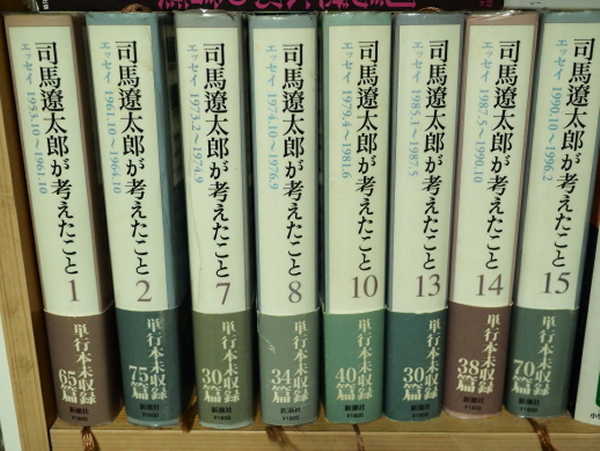 司馬遼太郎が考えたこと 1
エッセイ 1953.10〜1961.10
単行本未収録
65篇
新潮社
¥1800
司馬遼太郎が考えたこと 2
エッセイ 1961.10〜1964.10
単行本未収録
75篇
新潮社
¥1800
司馬遼太郎が考えたこと 7
エッセイ 1973.2〜1974.9
単行本未収録
30篇
新潮社
¥1800
司馬遼太郎が考えたこと 8
エッセイ 1974.10〜1976.9
単行本未収録
34篇
新潮社
¥1800
司馬遼太郎が考えたこと 10
エッセイ 1979.4〜1981.6
単行本未収録
40篇
新潮社
¥1800
司馬遼太郎が考えたこと 13
エッセイ 1985.1〜1987.5
単行本未収録
30篇
新潮社
¥1800
司馬遼太郎が考えたこと 14
エッセイ 1987.5〜1990.10
単行本未収録
38篇
新潮社
¥1800
司馬遼太郎が考えたこと 15
エッセイ 1990.10〜1996.2
単行本未収録
70篇
新潮社
¥1800